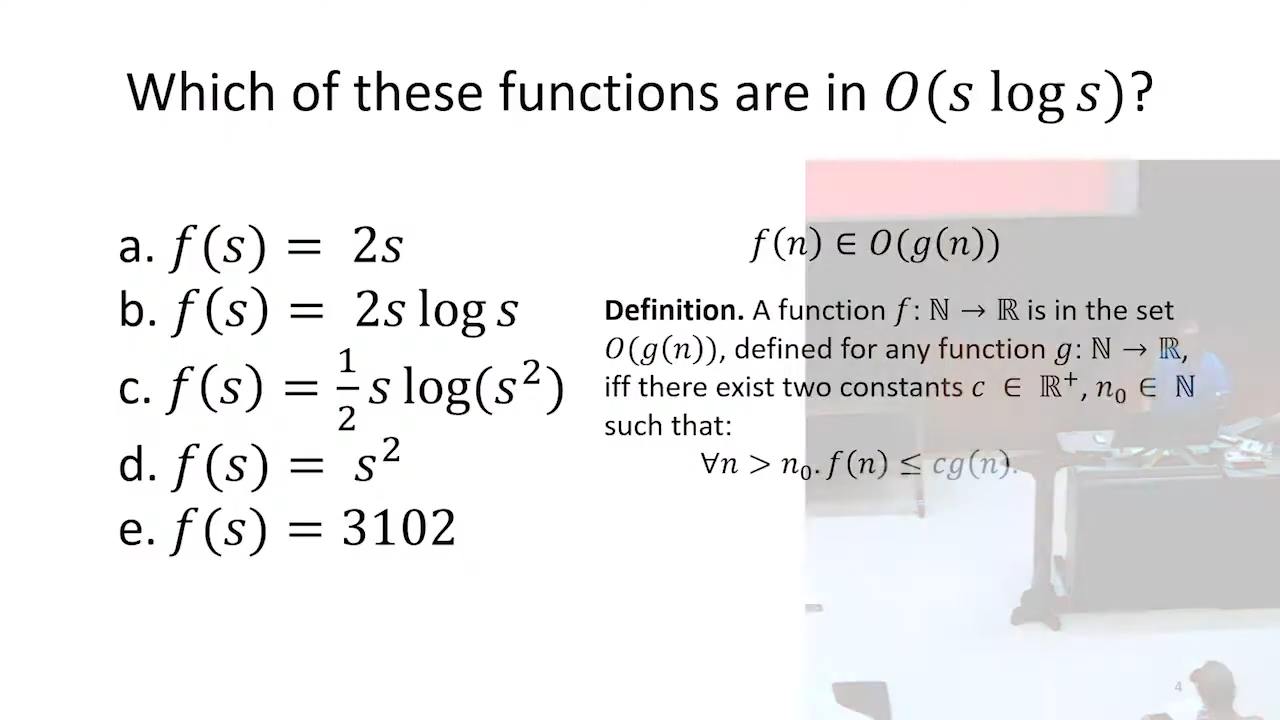 Which of these functions are in O(s log s)?
a. f(s) = 2s
b. f(s) = 2s log s
c. f(s) = 1/2 s log(s²)
d. f(s) = s²
e. f(s) = 3102
f(n) ∈ O(g(n))
Definition. A function f: ℕ → ℝ is in the set
O(g(n)), defined for any function g: ℕ → ℝ,
iff there exist two constants c ∈ ℝ⁺, n₀ ∈ ℕ
such that:
∀n > n₀. f(n) ≤ cg(n).
4